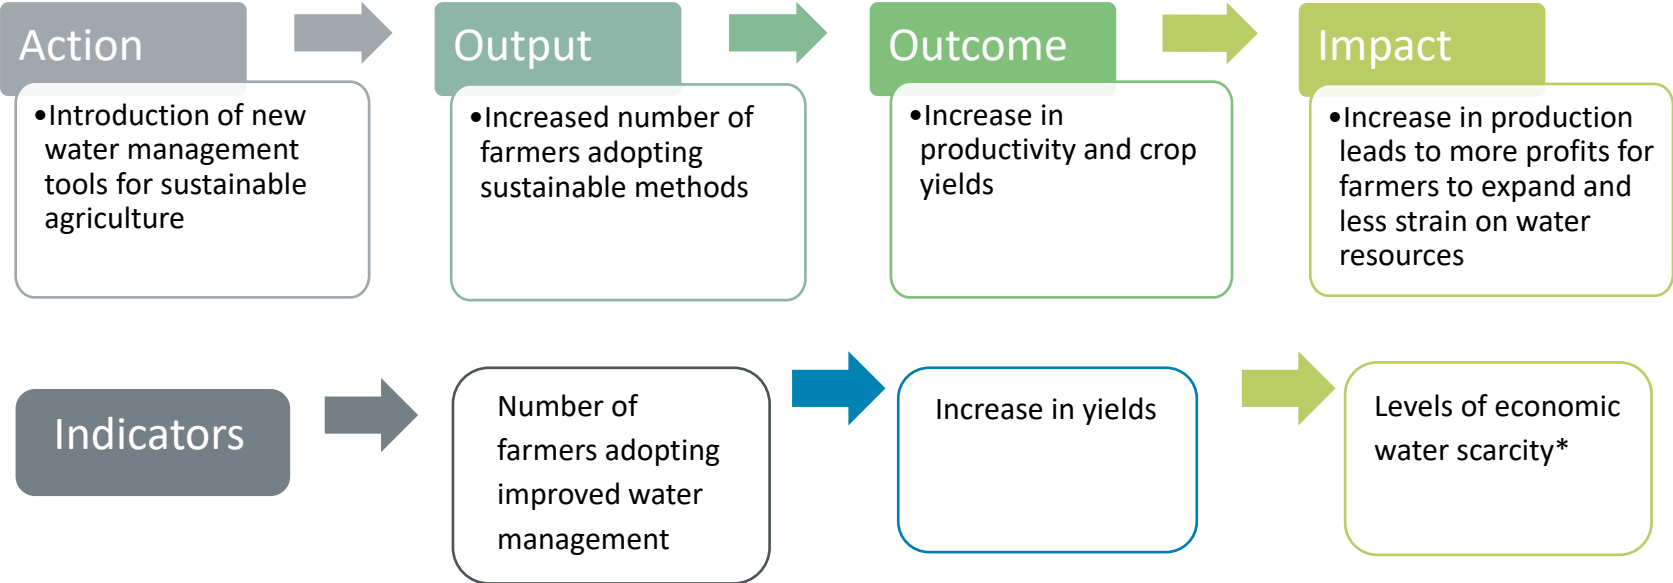 Action
•Introduction of new
water management
tools for sustainable
agriculture
Output
•Increased number of
farmers adopting
sustainable methods
Outcome
•Increase in
productivity and crop
yields
Impact
•Increase in production
leads to more profits for
farmers to expand and
less strain on water
resources
Indicators
Number of
farmers adopting
improved water
management
Increase in yields
Levels of economic
water scarcity*